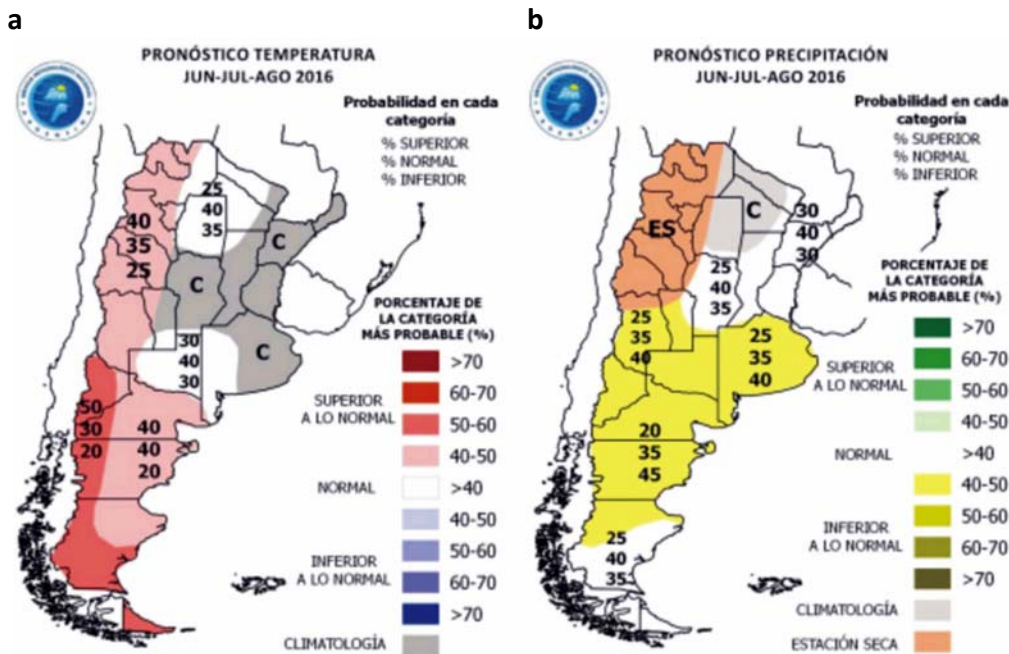 a
PRONÓSTICO TEMPERATURA
JUN-JUL-AGO 2016
Probabilidad en cada
categoría
% SUPERIOR
% NORMAL
% INFERIOR
25
40
35
40
35
25
C
C
C
30
40
30
50
30
20
40
40
20
PORCENTAJE DE
LA CATEGORÍA
MÁS PROBABLE (%)
SUPERIOR
A LO NORMAL
>70
60-70
50-60
40-50
NORMAL
>40
INFERIOR
A LO NORMAL
40-50
50-60
60-70
>70
CLIMATOLOGÍA
b
PRONÓSTICO PRECIPITACIÓN
JUN-JUL-AGO 2016
Probabilidad en cada
categoría
% SUPERIOR
% NORMAL
% INFERIOR
C
30
40
30
ES
25
40
35
25
35
40
25
35
40
20
35
45
25
40
35
PORCENTAJE DE
LA CATEGORÍA
MÁS PROBABLE (%)
SUPERIOR
A LO NORMAL
>70
60-70
50-60
40-50
NORMAL
>40
INFERIOR
A LO NORMAL
40-50
50-60
60-70
>70
CLIMATOLOGÍA
ESTACIÓN SECA